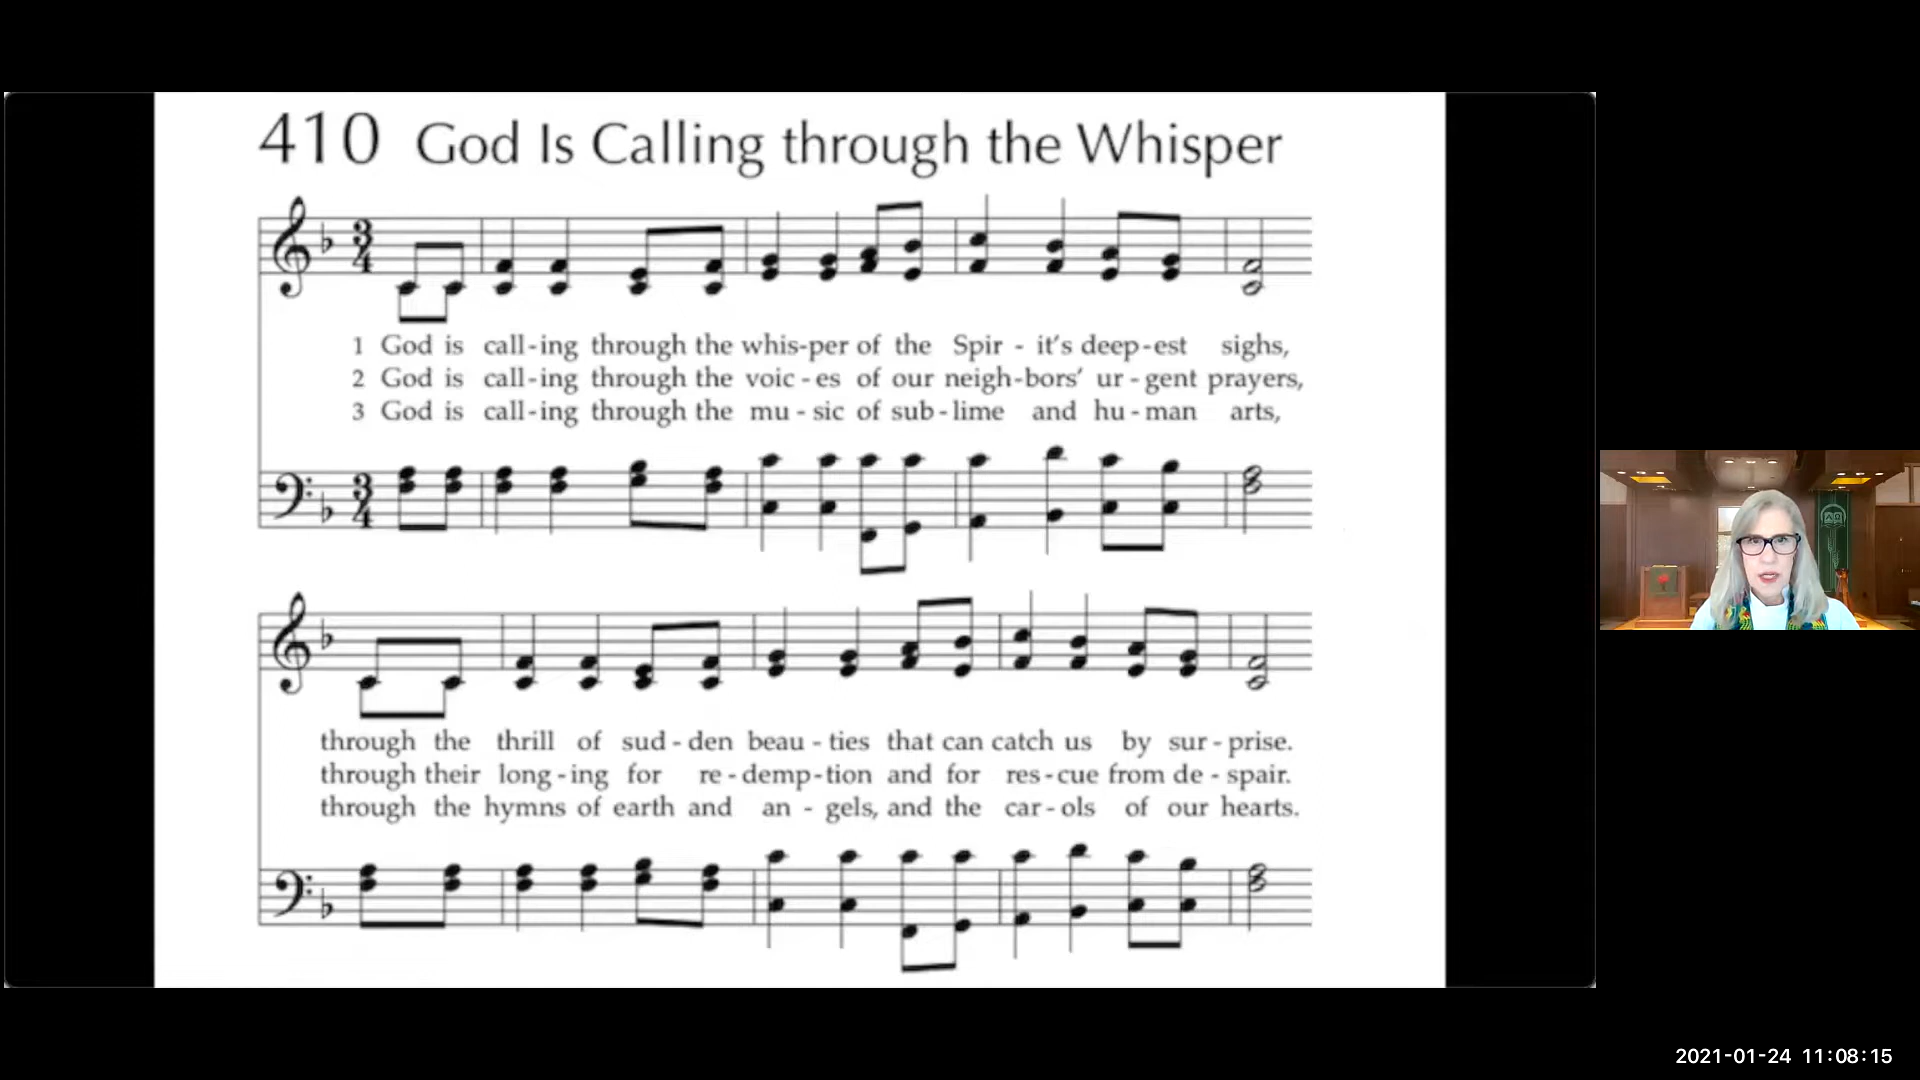 410 God Is Calling through the Whisper
3
4
1 God is call-ing through the whis-per of the Spir - it's deep-est sighs,
2 God is call-ing through the voic - es of our neigh-bors' ur - gent prayers,
3 God is call-ing through the mu - sic of sub - lime and hu - man arts,
3
4
through the thrill of sud - den beau - ties that can catch us by sur - prise.
through their long - ing for re - demp-tion and for res - cue from de - spair.
through the hymns of earth and an - gels, and the car - ols of our hearts.
2021-01-24 11:08:15